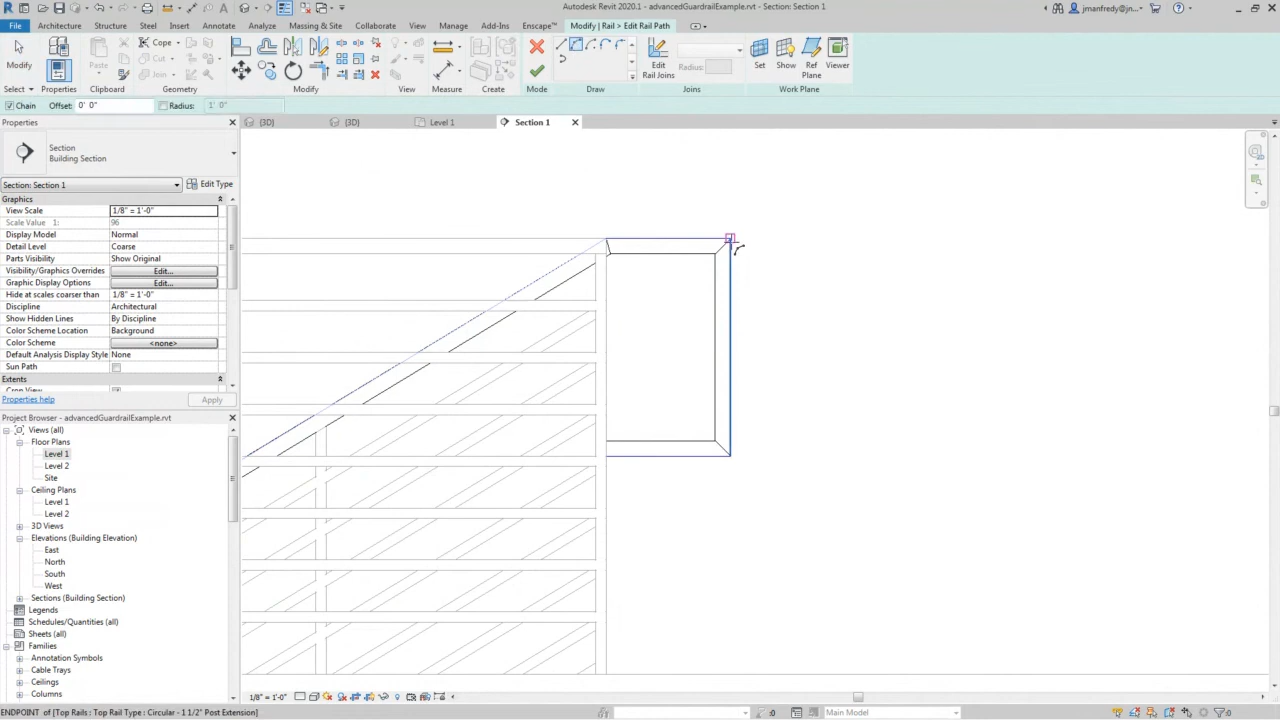 Autodesk Revit 2020.1 - advancedGuardrailExample.rvt - Section: Section 1
jmanfredy@jn...
File Architecture Structure Steel Insert Annotate Analyze Massing & Site Collaborate View Manage Add-Ins Enscape™ Modify | Rail > Edit Rail Path
Modify
Paste
Cope
Cut
Join
Edit
Rail Joins
Radius:
Set
Show
Ref
Plane
Viewer
Select Properties Clipboard Geometry Modify View Measure Create Mode Draw Joins Work Plane
Chain Offset: 0' 0" Radius: 1' 0"
Properties
{3D}
{3D}
Level 1
Section 1
Section
Building Section
Section: Section 1
Edit Type
Graphics
View Scale 1/8" = 1'-0"
Scale Value 1: 96
Display Model Normal
Detail Level Coarse
Parts Visibility Show Original
Visibility/Graphics Overrides Edit...
Graphic Display Options Edit...
Hide at scales coarser than 1/8" = 1'-0"
Discipline Architectural
Show Hidden Lines By Discipline
Color Scheme Location Background
Color Scheme <none>
Default Analysis Display Style None
Sun Path
Extents
Crop View
Properties help
Apply
Project Browser - advancedGuardrailExample.rvt
Views (all)
Floor Plans
Level 1
Level 2
Site
Ceiling Plans
Level 1
Level 2
3D Views
Elevations (Building Elevation)
East
North
South
West
Sections (Building Section)
Legends
Schedules/Quantities (all)
Sheets (all)
Families
Annotation Symbols
Cable Trays
Ceilings
Columns
1/8" = 1'-0"
ENDPOINT of [Top Rails : Top Rail Type : Circular - 1 1/2" Post Extension]
:0
Main Model
:0